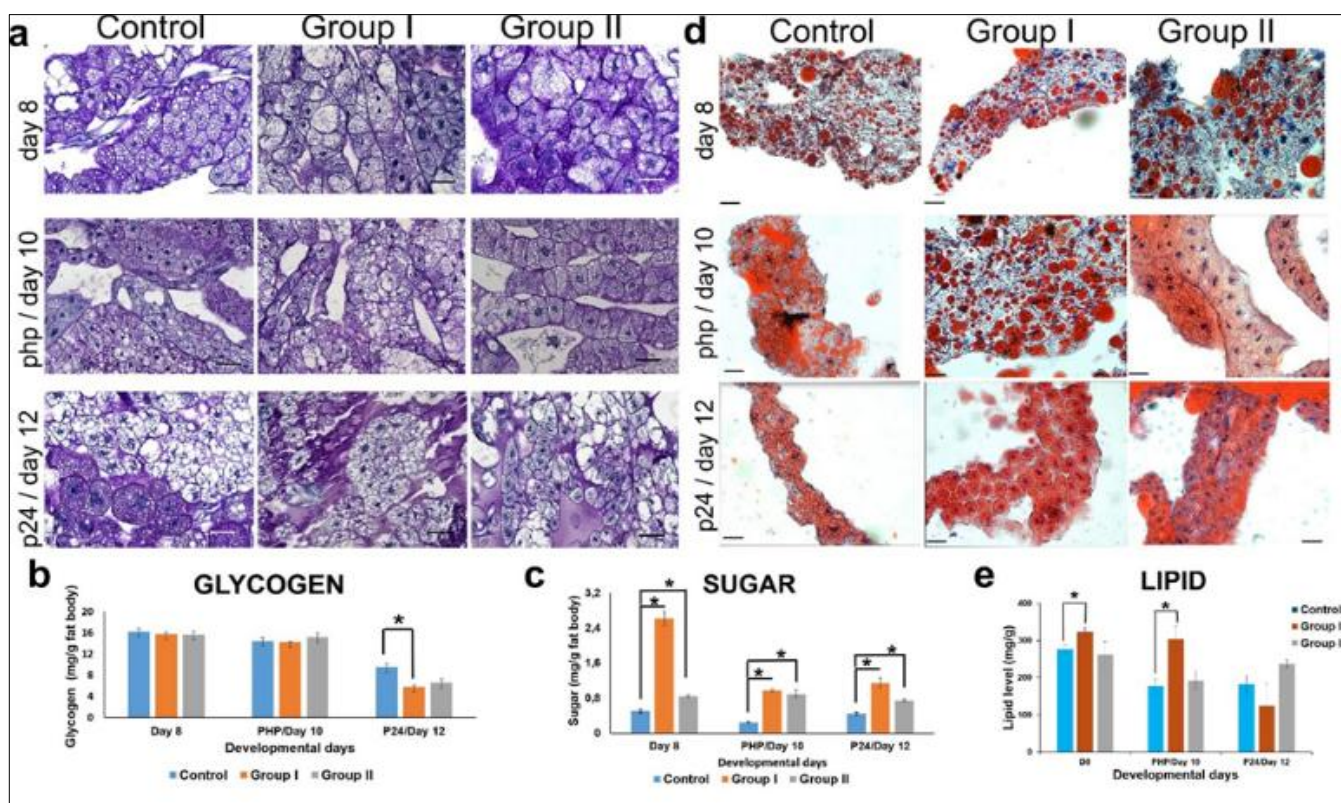 a
Control Group I Group II
day 8
php / day 10
p24 / day 12
d
Control Group I Group II
day 8
php / day 10
p24 / day 12
b
GLYCOGEN
Glycogen (mg/g fat body)
20
16
12
8
4
0
*
Day 8 PHP/Day 10 P24/Day 12
Developmental days
Control Group I Group II
c
SUGAR
Sugar (mg/g fat body)
3,2
2,4
1,6
0,8
0
* * * * * *
Day 8 PHP/Day 10 P24/Day 12
Developmental days
Control Group I Group II
e
LIPID
Lipid level (mg/g)
400
300
200
100
0
* *
D8 PHP/Day 10 P24/Day 12
Developmental days
Control
Group I
Group I